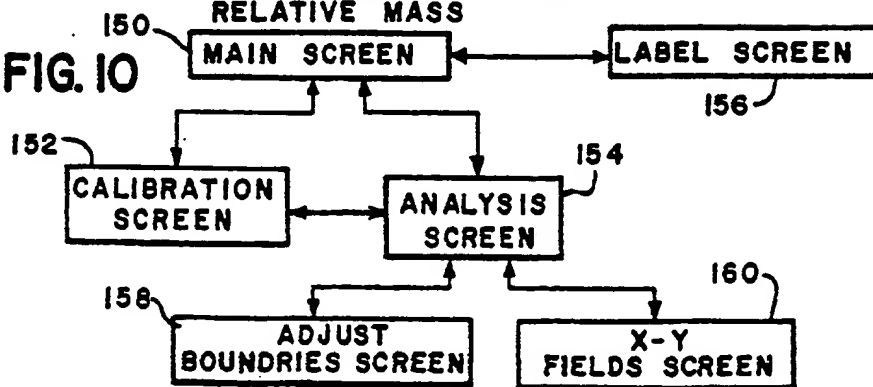 RELATIVE MASS
150
MAIN SCREEN
LABEL SCREEN
FIG. 10
156
152
154
CALIBRATION
SCREEN
ANALYSIS
SCREEN
158
160
ADJUST
BOUNDRIES SCREEN
X-Y
FIELDS SCREEN